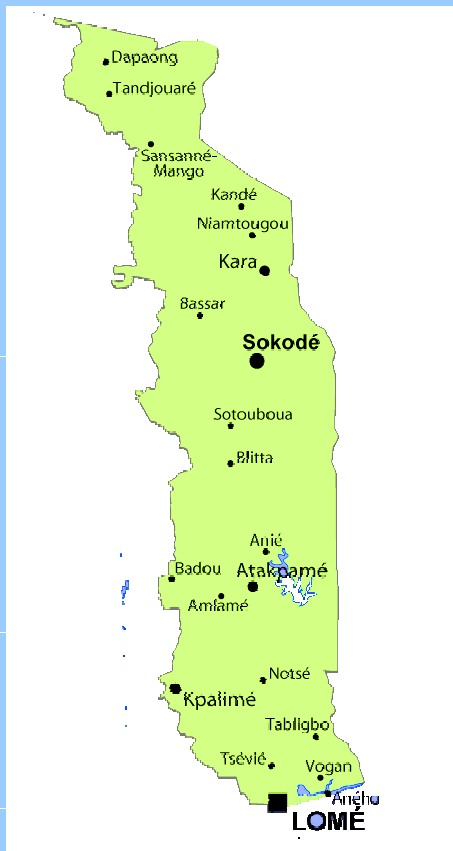 Dapaong
Tandjouaré
Sansanné-
Mango
Kandé
Niamtougou
Kara
Bassar
Sokodé
Sotouboua
Blitta
Anié
Atakpamé
Badou
Amlamé
Notsé
Kpalimé
Tabligbo
Tsévié
Vogan
Aného
LOMÉ